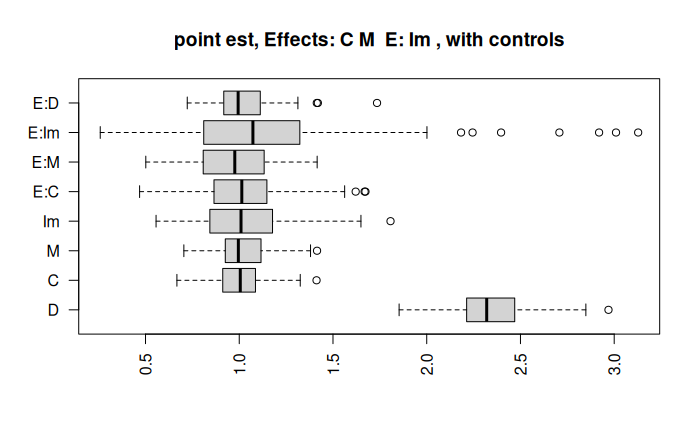 point est, Effects: C M  E: Im , with controls
E:D
E:Im
E:M
E:C
Im
M
C
D
0.5 1.0 1.5 2.0 2.5 3.0